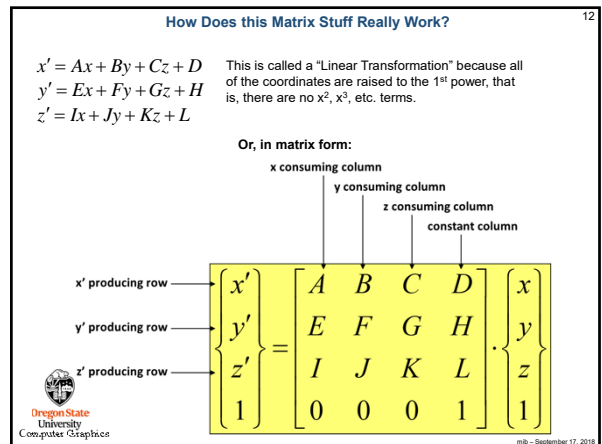 How Does this Matrix Stuff Really Work?
12
x′ = Ax + By + Cz + D
y′ = Ex + Fy + Gz + H
z′ = Ix + Jy + Kz + L
This is called a “Linear Transformation” because all
of the coordinates are raised to the 1st power, that
is, there are no x², x³, etc. terms.
Or, in matrix form:
x consuming column
y consuming column
z consuming column
constant column
x’ producing row
y’ producing row
z’ producing row
x′ A B C D x
y′ E F G H y
z′ = I J K L · z
1 0 0 0 1 1
Oregon State
University
Computer Graphics
mjb – September 17, 2018